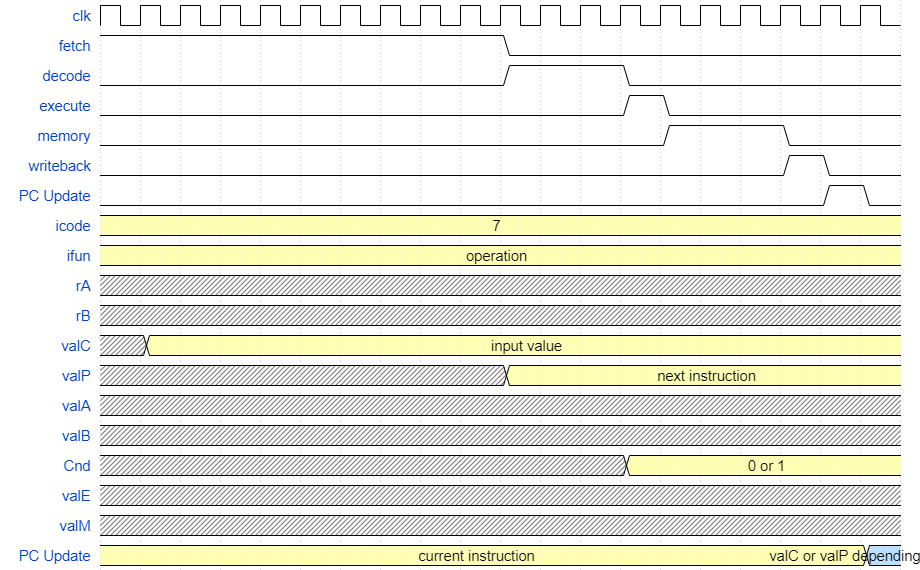 clk
fetch
decode
execute
memory
writeback
PC Update
icode 7
ifun operation
rA
rB
valC input value
valP next instruction
valA
valB
Cnd 0 or 1
valE
valM
PC Update current instruction valC or valP depending